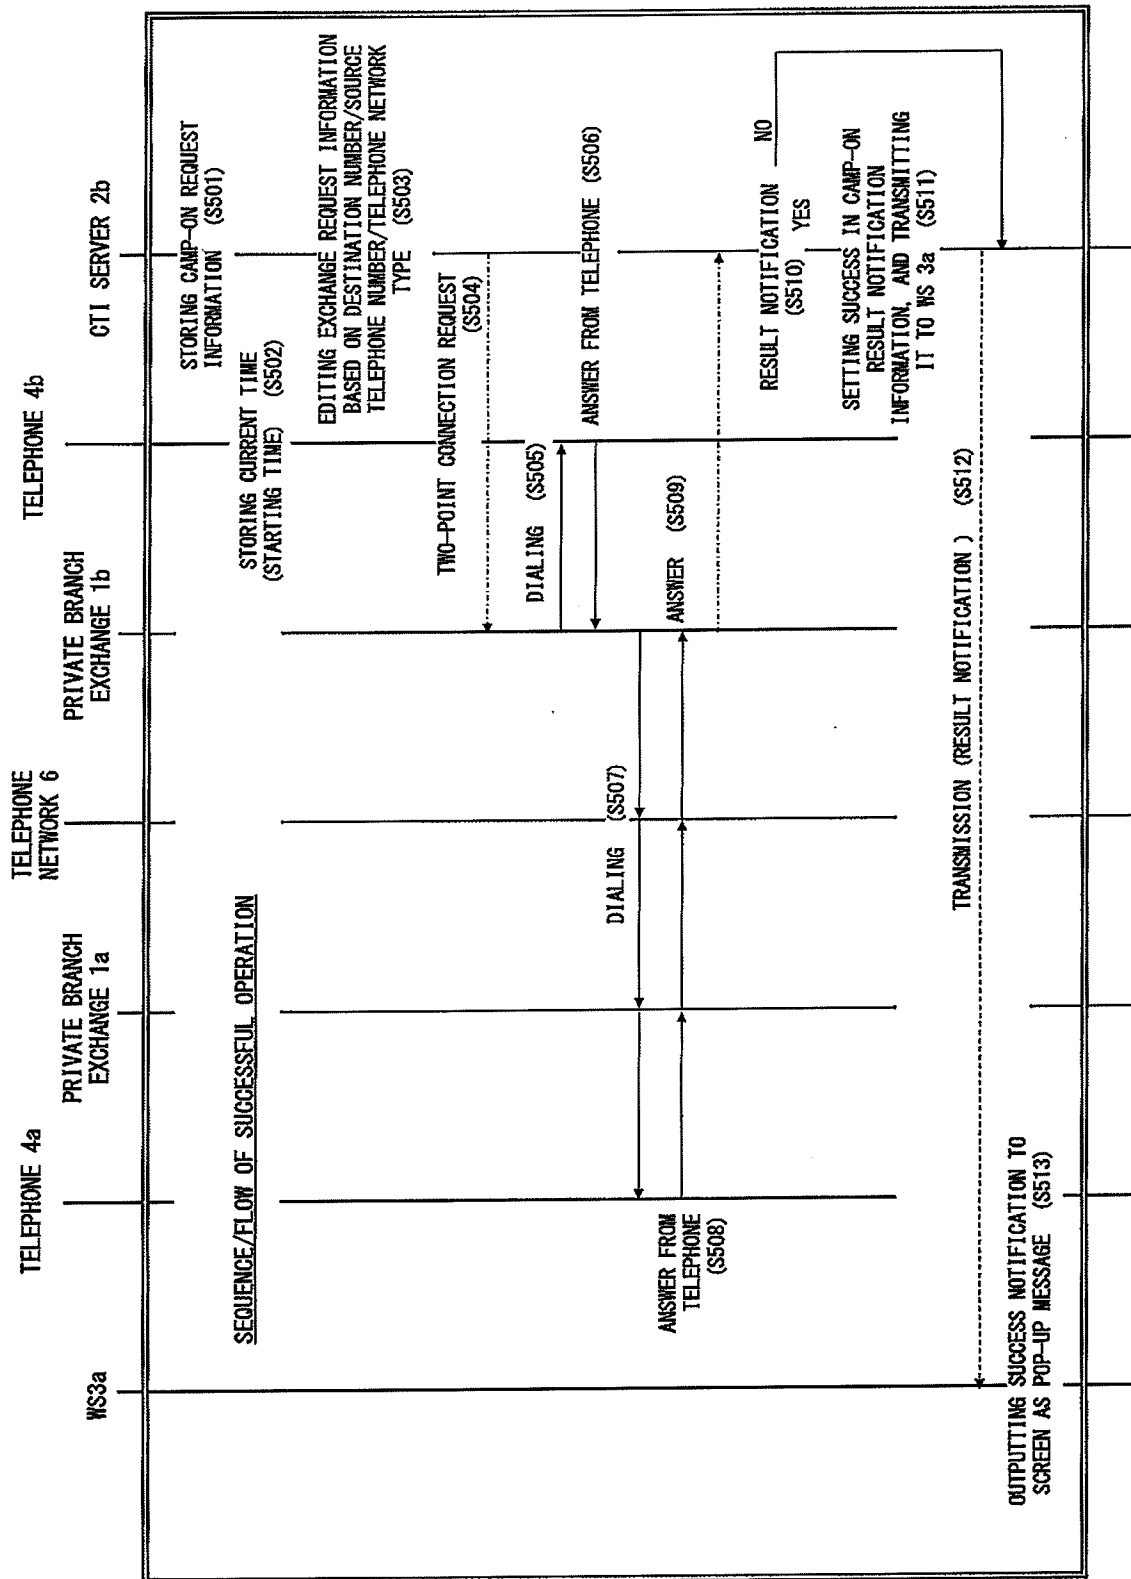 WS3a
TELEPHONE 4a
PRIVATE BRANCH
EXCHANGE 1a
TELEPHONE
NETWORK 6
PRIVATE BRANCH
EXCHANGE 1b
TELEPHONE 4b
CTI SERVER 2b
SEQUENCE/FLOW OF SUCCESSFUL OPERATION
STORING CAMP-ON REQUEST
INFORMATION (S501)
STORING CURRENT TIME
(STARTING TIME) (S502)
EDITING EXCHANGE REQUEST INFORMATION
BASED ON DESTINATION NUMBER/SOURCE
TELEPHONE NUMBER/TELEPHONE NETWORK
TYPE (S503)
TWO-POINT CONNECTION REQUEST
(S504)
DIALING (S505)
ANSWER FROM TELEPHONE (S506)
DIALING (S507)
ANSWER FROM
TELEPHONE
(S508)
ANSWER (S509)
RESULT NOTIFICATION
(S510)
NO
YES
SETTING SUCCESS IN CAMP-ON
RESULT NOTIFICATION
INFORMATION, AND TRANSMITTING
IT TO WS 3a (S511)
TRANSMISSION (RESULT NOTIFICATION ) (S512)
OUTPUTTING SUCCESS NOTIFICATION TO
SCREEN AS POP-UP MESSAGE (S513)